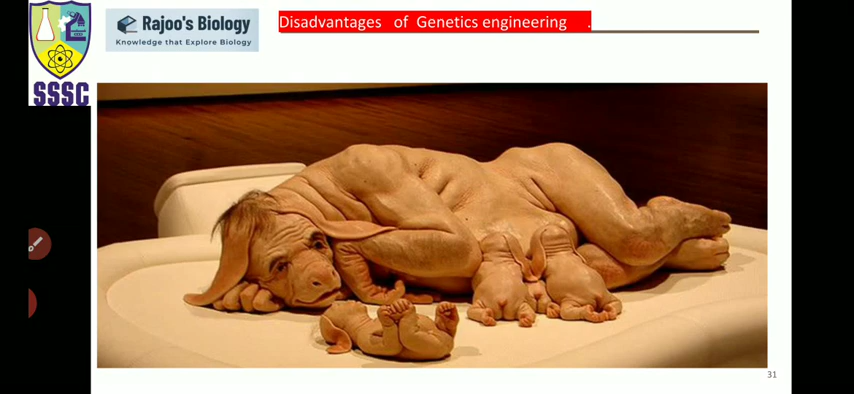 Rajoo's Biology
Knowledge that Explore Biology
Disadvantages of Genetics engineering .
SSSC
31